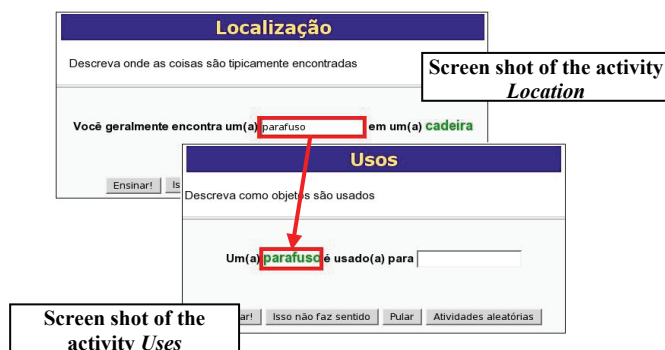 Localização
Descreva onde as coisas são tipicamente encontradas
Screen shot of the activity
Location
Você geralmente encontra um(a) parafuso em um(a) cadeira
Ensinar!
Usos
Descreva como objetos são usados
Um(a) parafuso é usado(a) para
Isso não faz sentido Pular Atividades aleatórias
Screen shot of the
activity Uses